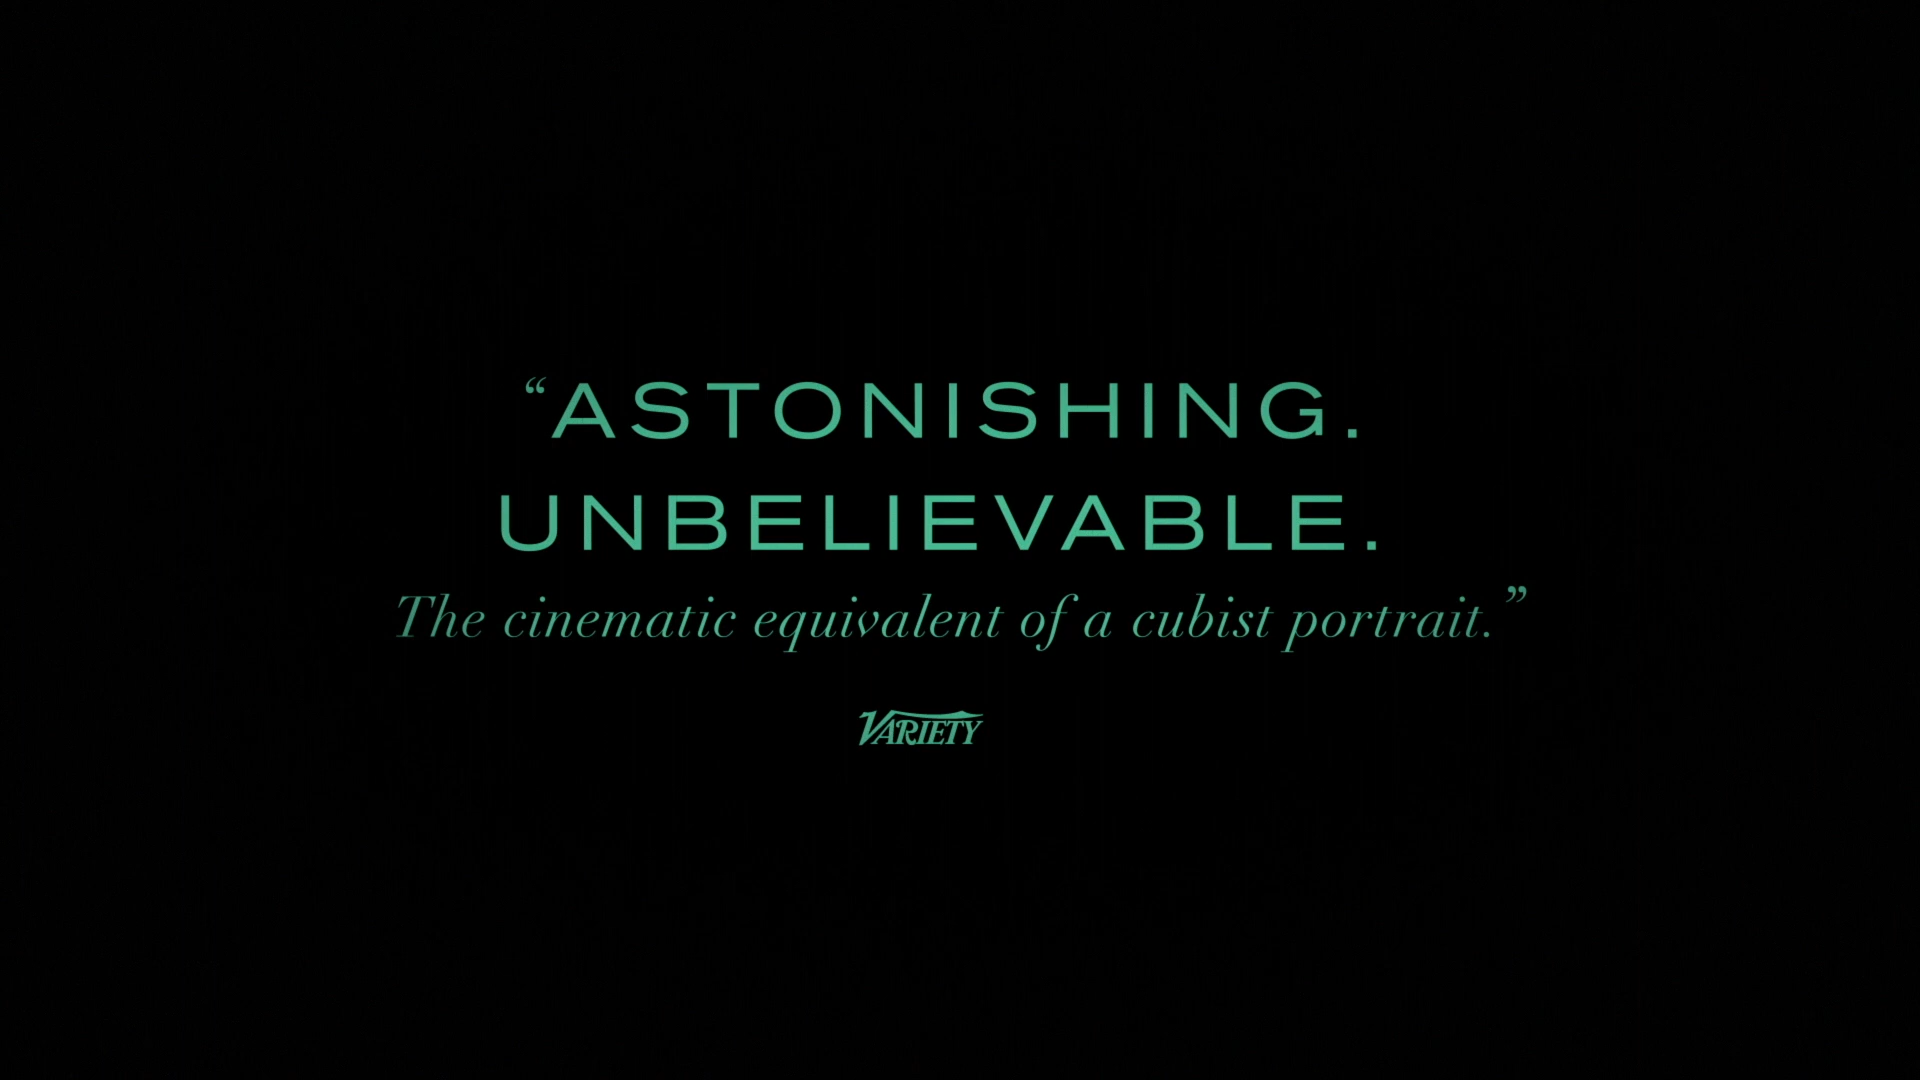 “ASTONISHING.
UNBELIEVABLE.
The cinematic equivalent of a cubist portrait.”
VARIETY